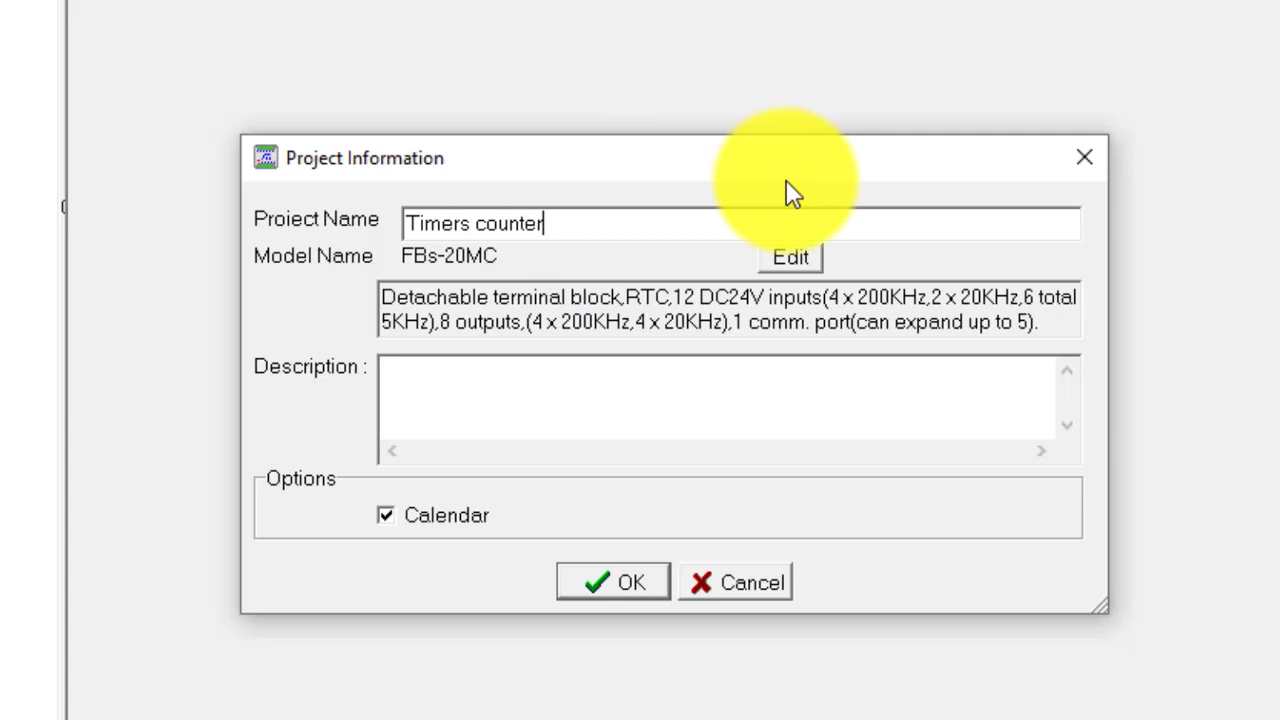 Project Information
Project Name
Timers counter
Model Name
FBs-20MC
Edit
Detachable terminal block,RTC,12 DC24V inputs(4 x 200KHz,2 x 20KHz,6 total
5KHz),8 outputs,(4 x 200KHz,4 x 20KHz),1 comm. port(can expand up to 5).
Description :
Options
Calendar
OK
Cancel